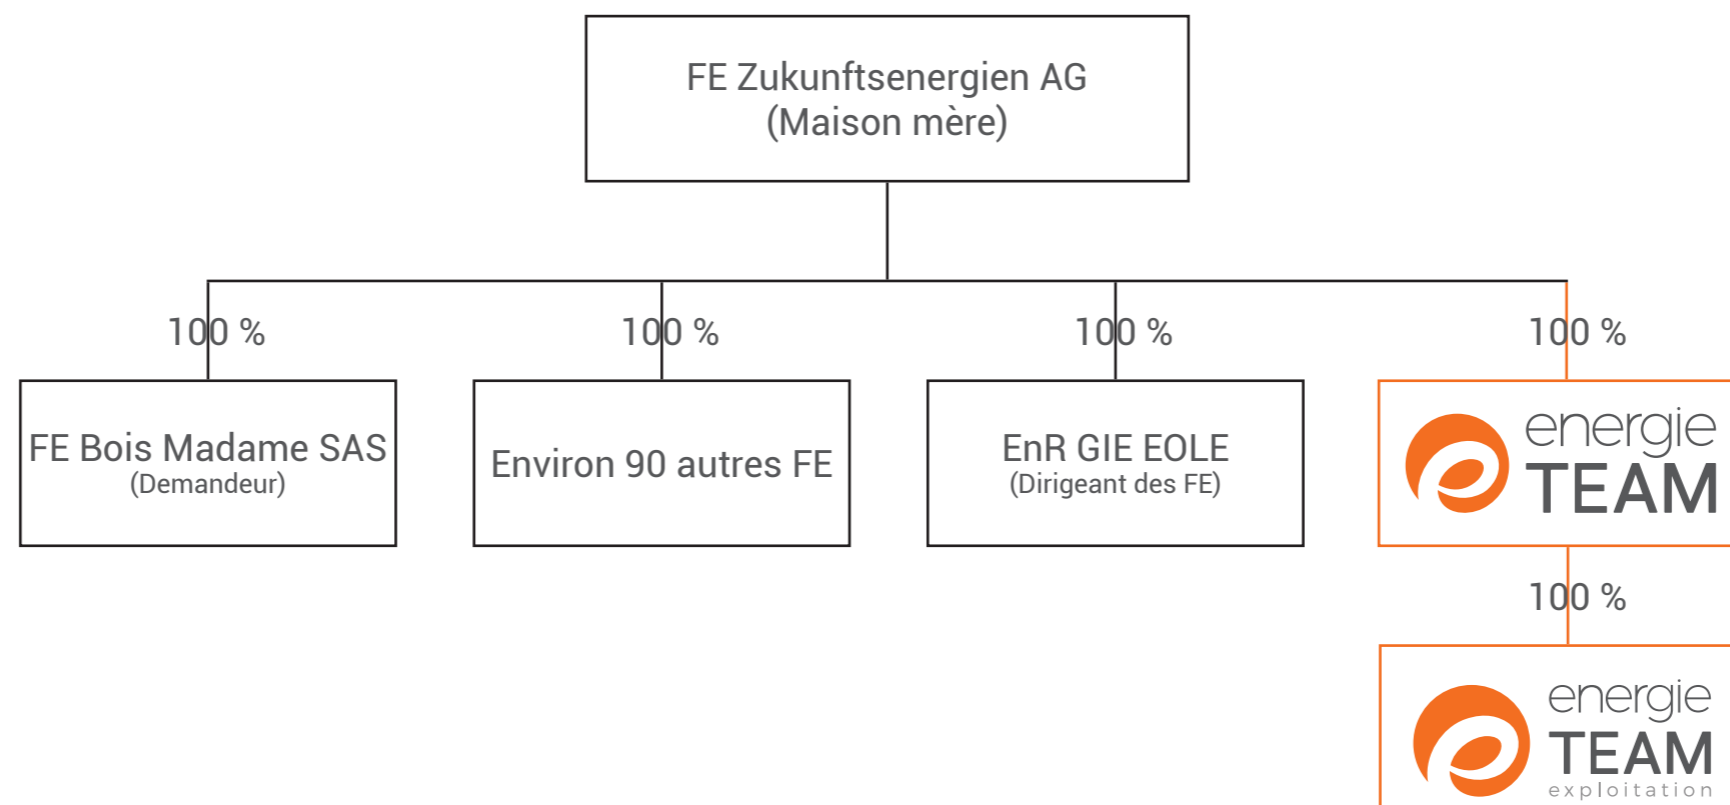 FE Zukunftsenergien AG
(Maison mère)
100 %
100 %
100 %
100 %
FE Bois Madame SAS
(Demandeur)
Environ 90 autres FE
EnR GIE EOLE
(Dirigeant des FE)
energie
TEAM
100 %
energie
TEAM
exploitation